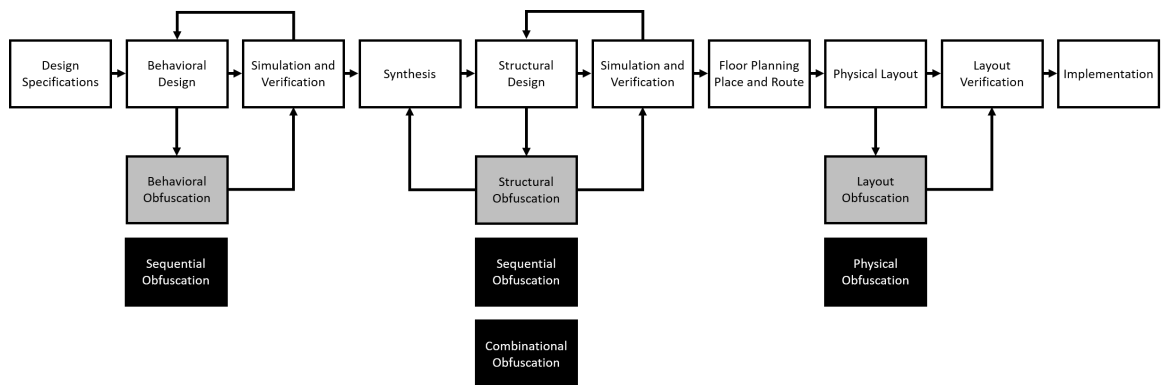 Design
Specifications
Behavioral
Design
Simulation and
Verification
Synthesis
Structural
Design
Simulation and
Verification
Floor Planning
Place and Route
Physical Layout
Layout
Verification
Implementation
Behavioral
Obfuscation
Structural
Obfuscation
Layout
Obfuscation
Sequential
Obfuscation
Sequential
Obfuscation
Physical
Obfuscation
Combinational
Obfuscation